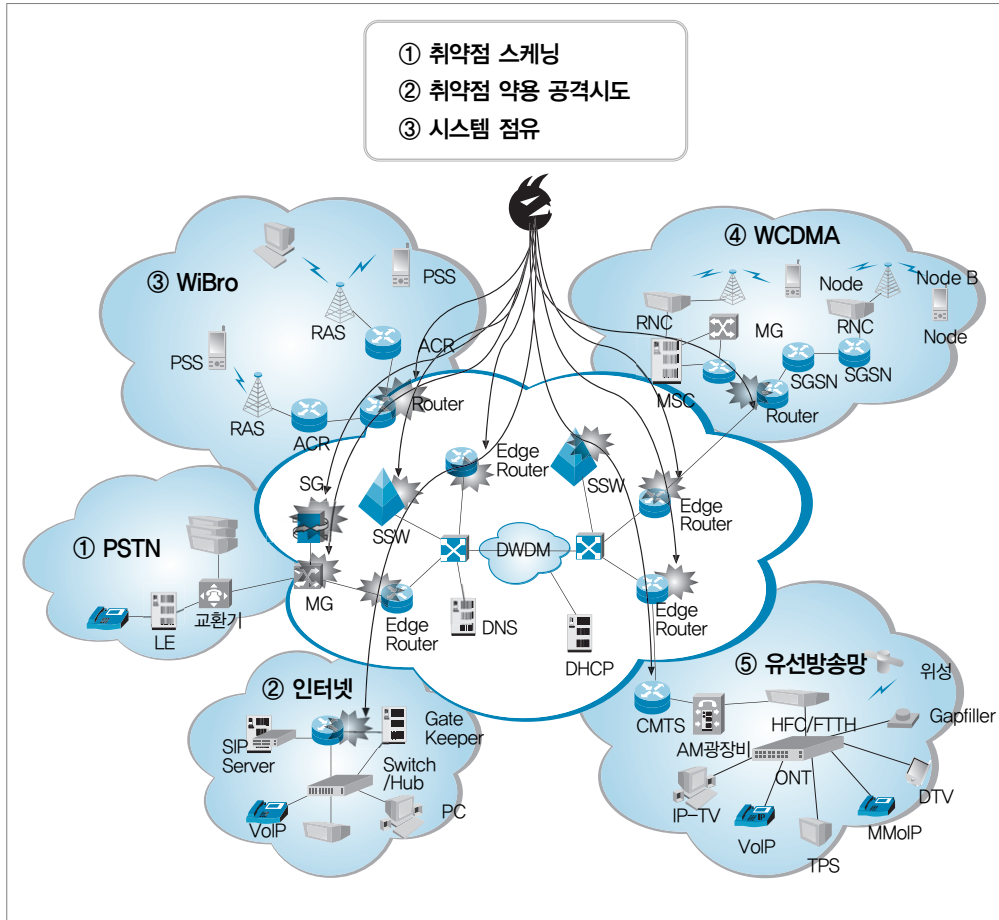 ① 취약점 스케닝
② 취약점 약용 공격시도
③ 시스템 점유
③ WiBro
PSS
RAS
ACR
PSS
RAS
ACR
Router
④ WCDMA
Node
Node B
RNC
MG
RNC
Node
MSC
SGSN
SGSN
Router
SG
SSW
Edge
Router
SSW
Edge
Router
DWDM
MG
Edge
Router
DNS
DHCP
Edge
Router
① PSTN
LE
교환기
② 인터넷
SIP
Server
Gate
Keeper
Switch
/Hub
VoIP
PC
⑤ 유선방송망
위성
CMTS
AM광장비
HFC/FTTH
Gapfiller
ONT
IP-TV
VoIP
TPS
MMoIP
DTV